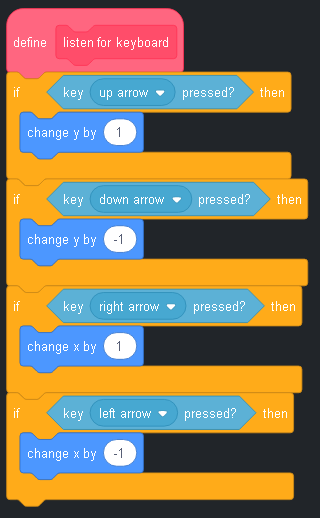 define listen for keyboard
if key up arrow pressed? then
change y by 1
if key down arrow pressed? then
change y by -1
if key right arrow pressed? then
change x by 1
if key left arrow pressed? then
change x by -1